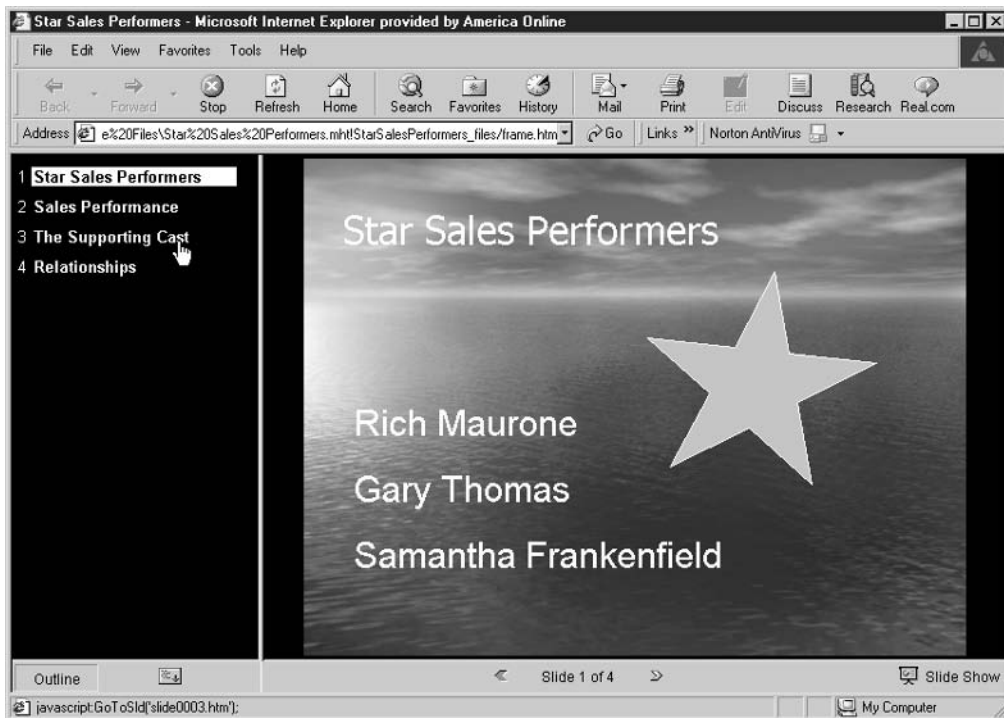 Star Sales Performers - Microsoft Internet Explorer provided by America Online
File Edit View Favorites Tools Help
Back Forward Stop Refresh Home Search Favorites History Mail Print Edit Discuss Research Real.com
Address e%20Files\Star%20Sales%20Performers.mht!StarSalesPerformers_files/frame.htm Go Links » Norton AntiVirus
1 Star Sales Performers
2 Sales Performance
3 The Supporting Cast
4 Relationships
Star Sales Performers
Rich Maurone
Gary Thomas
Samantha Frankenfield
Outline Slide 1 of 4 Slide Show
javascript:GoToSld('slide0003.htm'); My Computer